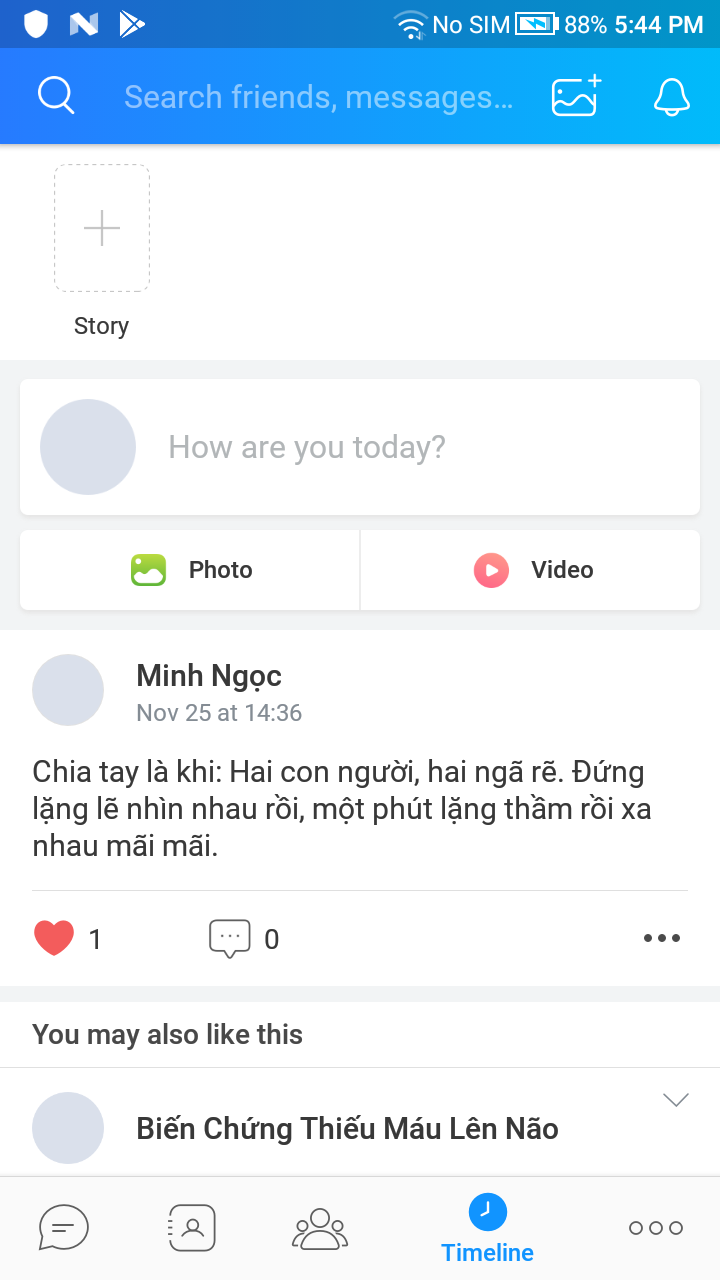 No SIM 88% 5:44 PM
Search friends, messages...
Story
How are you today?
Photo Video
Minh Ngọc
Nov 25 at 14:36
Chia tay là khi: Hai con người, hai ngã rẽ. Đứng
lặng lẽ nhìn nhau rồi, một phút lặng thầm rồi xa
nhau mãi mãi.
1 0
You may also like this
Biến Chứng Thiếu Máu Lên Não
Timeline